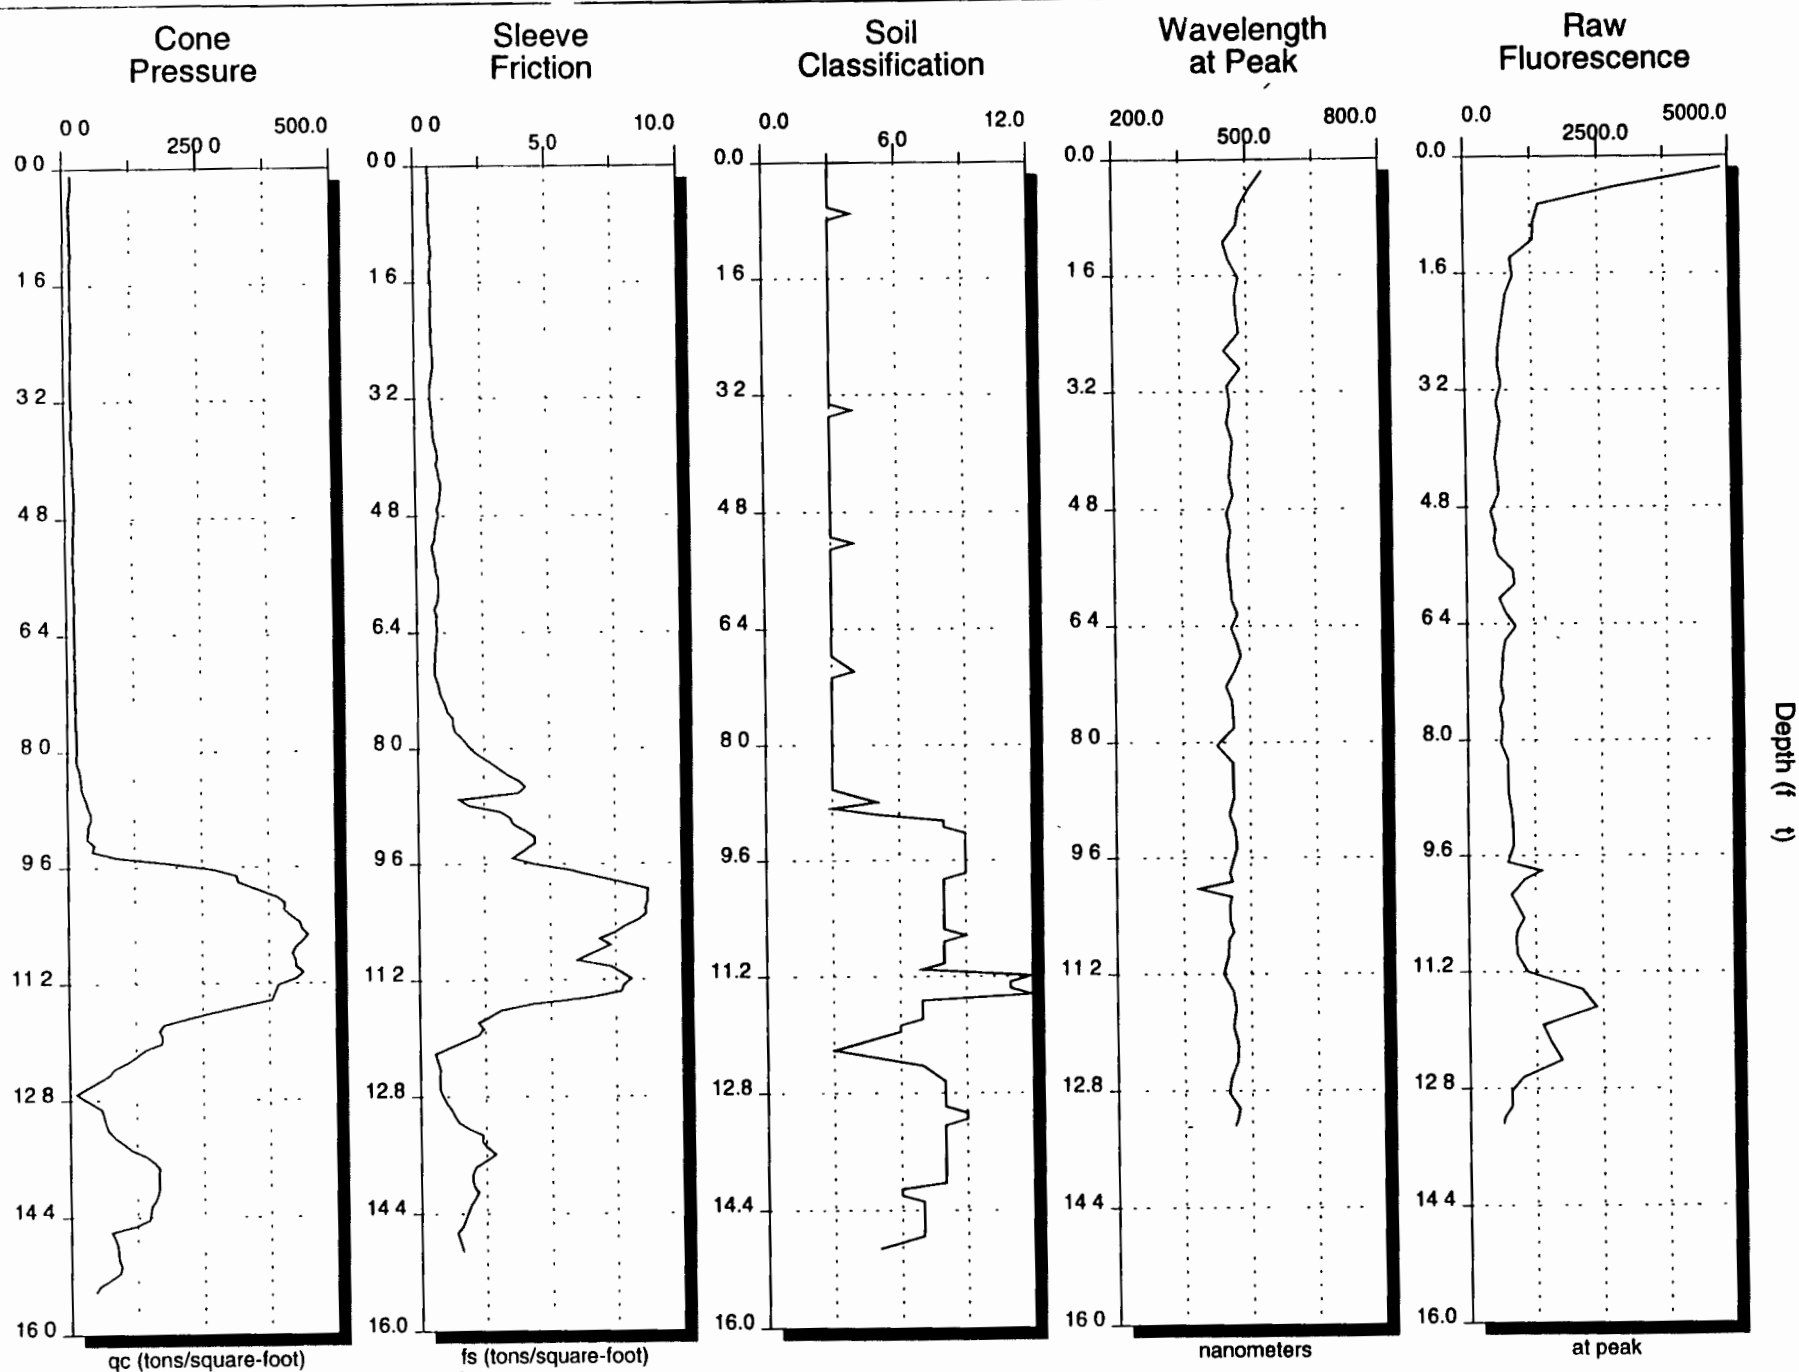 Cone
Pressure
Sleeve
Friction
Soil
Classification
Wavelength
at Peak
Raw
Fluorescence
0 0 250 0 500.0
0 0 5.0 10.0
0.0 6.0 12.0
200.0 500.0 800.0
0.0 2500.0 5000.0
0 0 0 0 0.0 0.0 0.0
1 6 1 6 1 6 1 6 1.6
3 2 3 2 3 2 3.2 3 2
4 8 4 8 4 8 4 8 4.8
6 4 6.4 6 4 6 4 6 4
8 0 8 0 8 0 8 0 8.0
Depth (f t)
9 6 9 6 9.6 9 6 9.6
11 2 11 2 11.2 11 2 11.2
12.8 12.8 12.8 12.8 12.8
14 4 14 4 14.4 14 4 14 4
16 0 16.0 16.0 16 0 16.0
qc (tons/square-foot)
fs (tons/square-foot)
nanometers
at peak